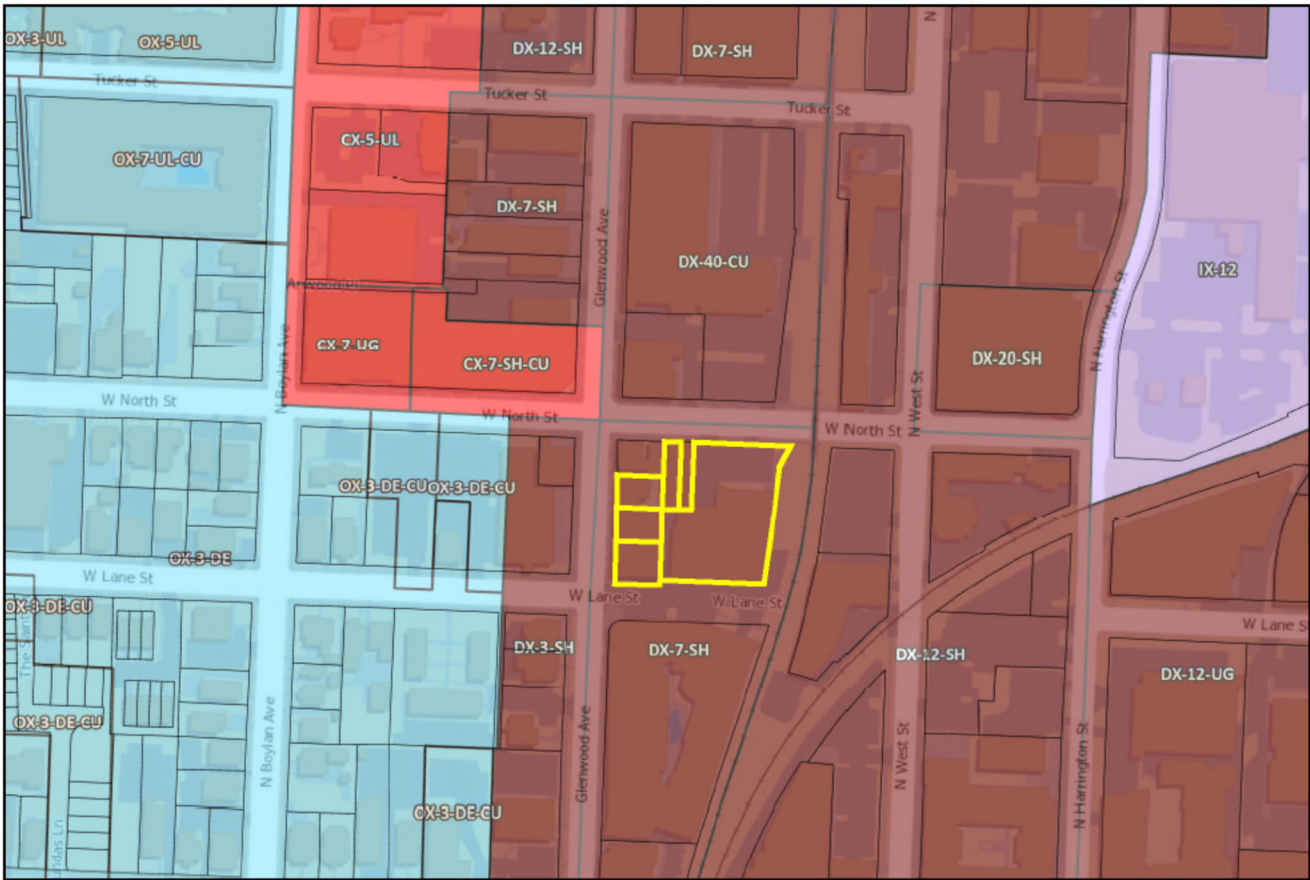 N
OX-3-UL
OX-5-UL
DX-12-SH
DX-7-SH
Tucker St
Tucker St
Tucker St
CX-5-UL
OX-7-UL-CU
DX-7-SH
Glenwood Ave
DX-40-CU
IX-12
N Harrington St
N Boylan Ave
CX-7-UG
CX-7-SH-CU
DX-20-SH
N West St
W North St
W North St
W North St
OX-3-DE-CU
OX-3-DE-CU
OX-3-DE
W Lane St
W Lane St
W Lane St
OX-3-DE-CU
W Lane S
DX-3-SH
DX-7-SH
DX-12-SH
DX-12-UG
OX-3-DE-CU
N Boylan Ave
Glenwood Ave
N West St
N Harrington St
OX-3-DE-CU
ndas Ln